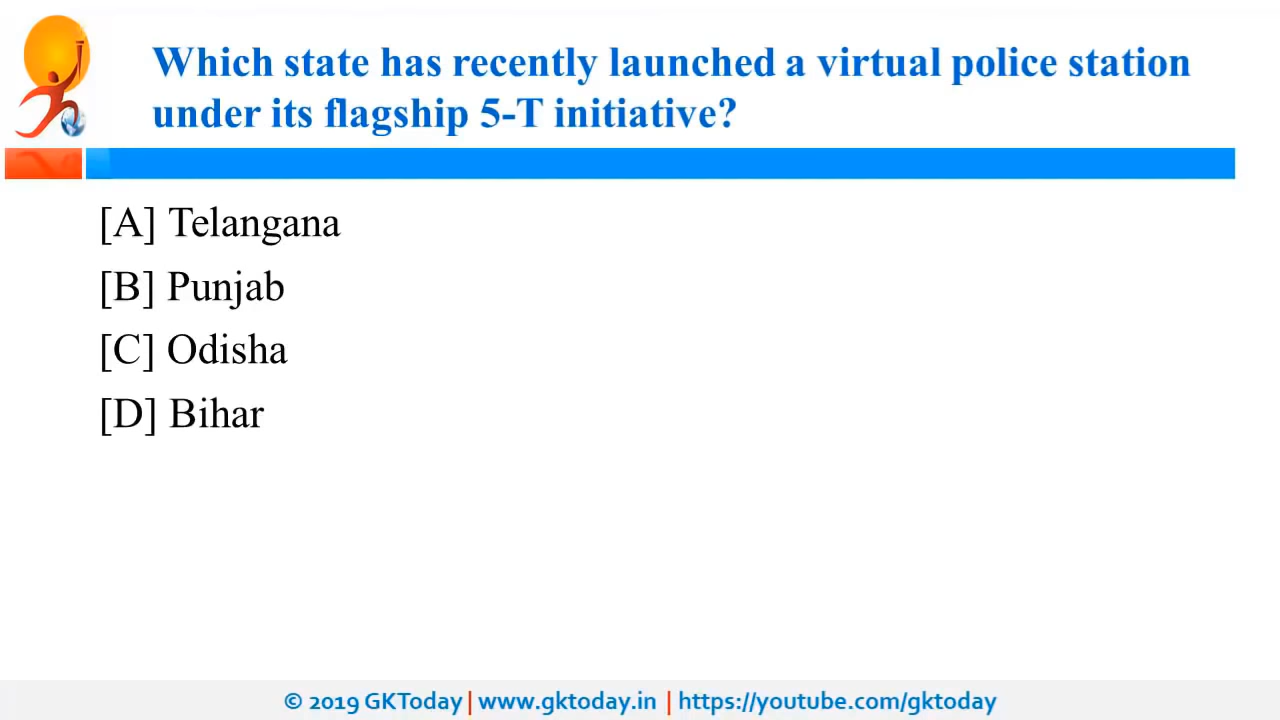 Which state has recently launched a virtual police station
under its flagship 5-T initiative?
[A] Telangana
[B] Punjab
[C] Odisha
[D] Bihar
© 2019 GKToday | www.gktoday.in | https://youtube.com/gktoday